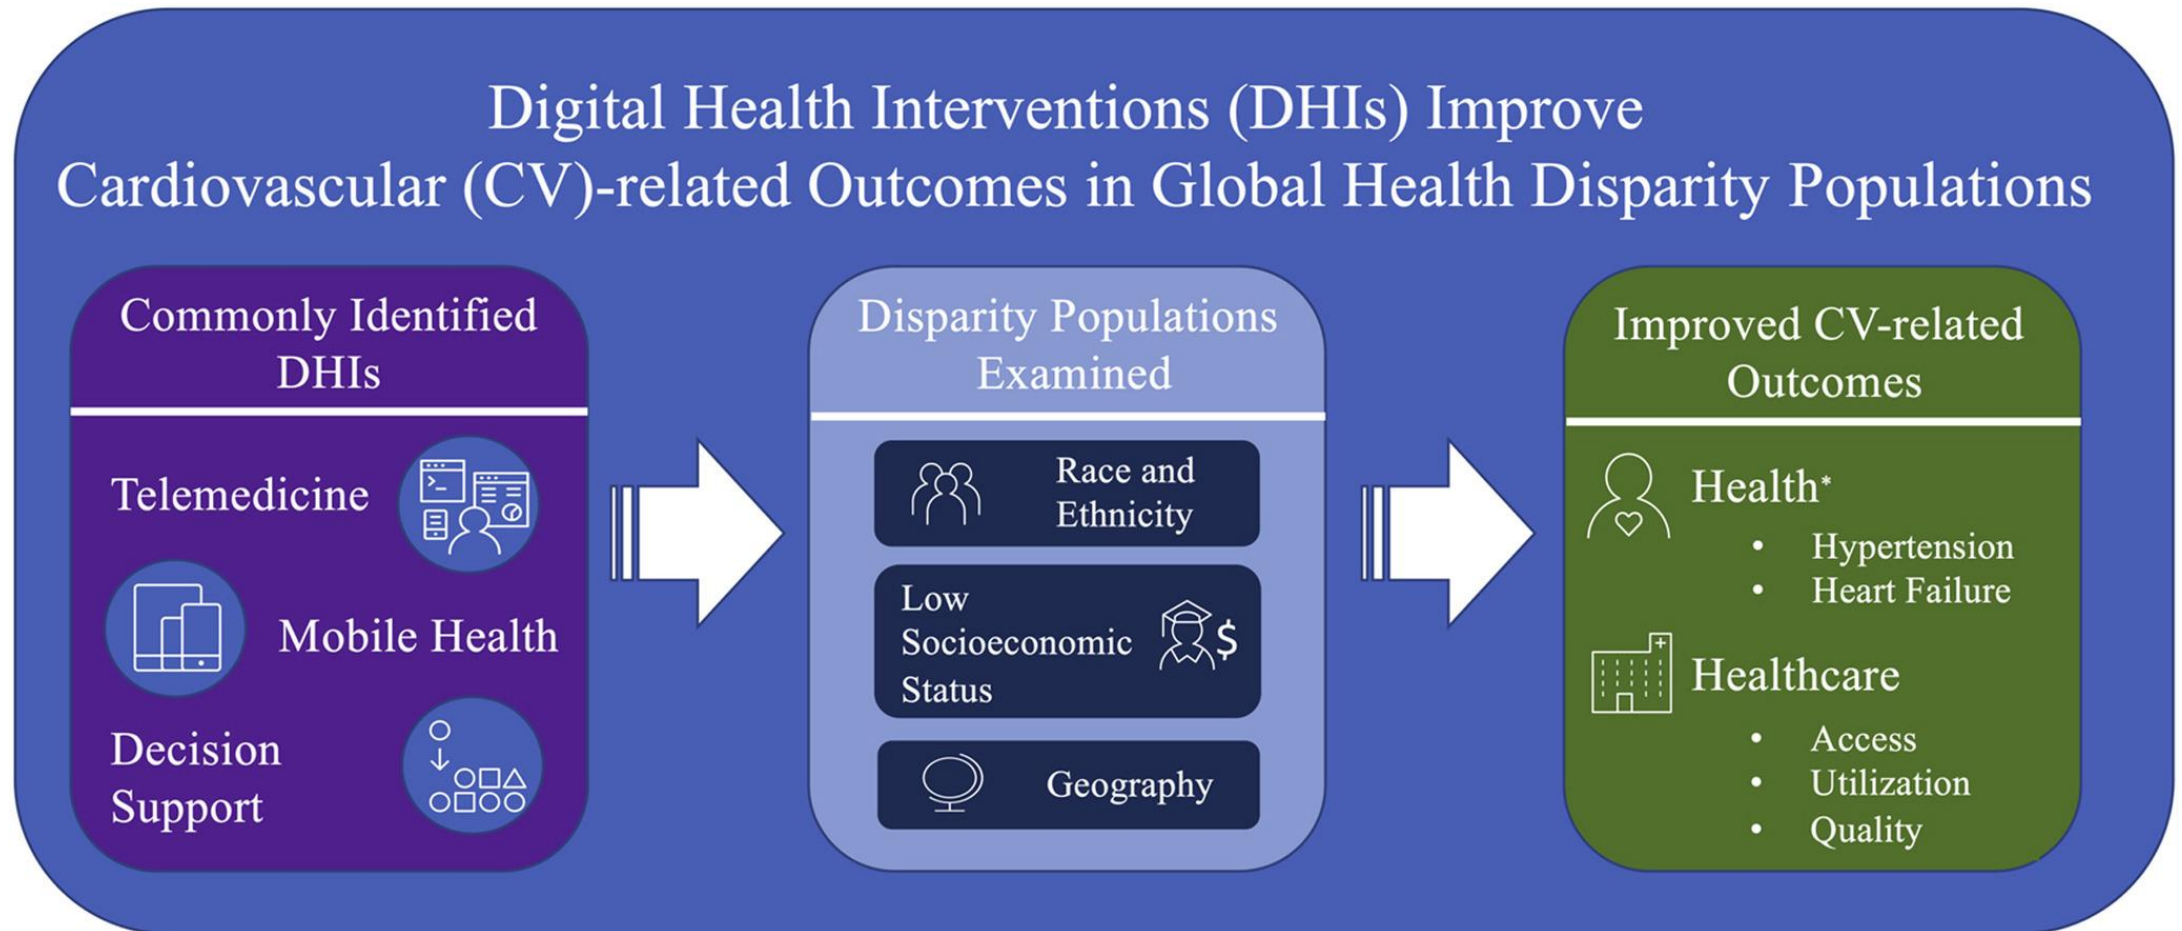 Digital Health Interventions (DHIs) Improve
Cardiovascular (CV)-related Outcomes in Global Health Disparity Populations
Commonly Identified
DHIs
Telemedicine
Mobile Health
Decision
Support
Disparity Populations
Examined
Race and
Ethnicity
Low
Socioeconomic
Status
$
Geography
Improved CV-related
Outcomes
Health*
• Hypertension
• Heart Failure
Healthcare
• Access
• Utilization
• Quality